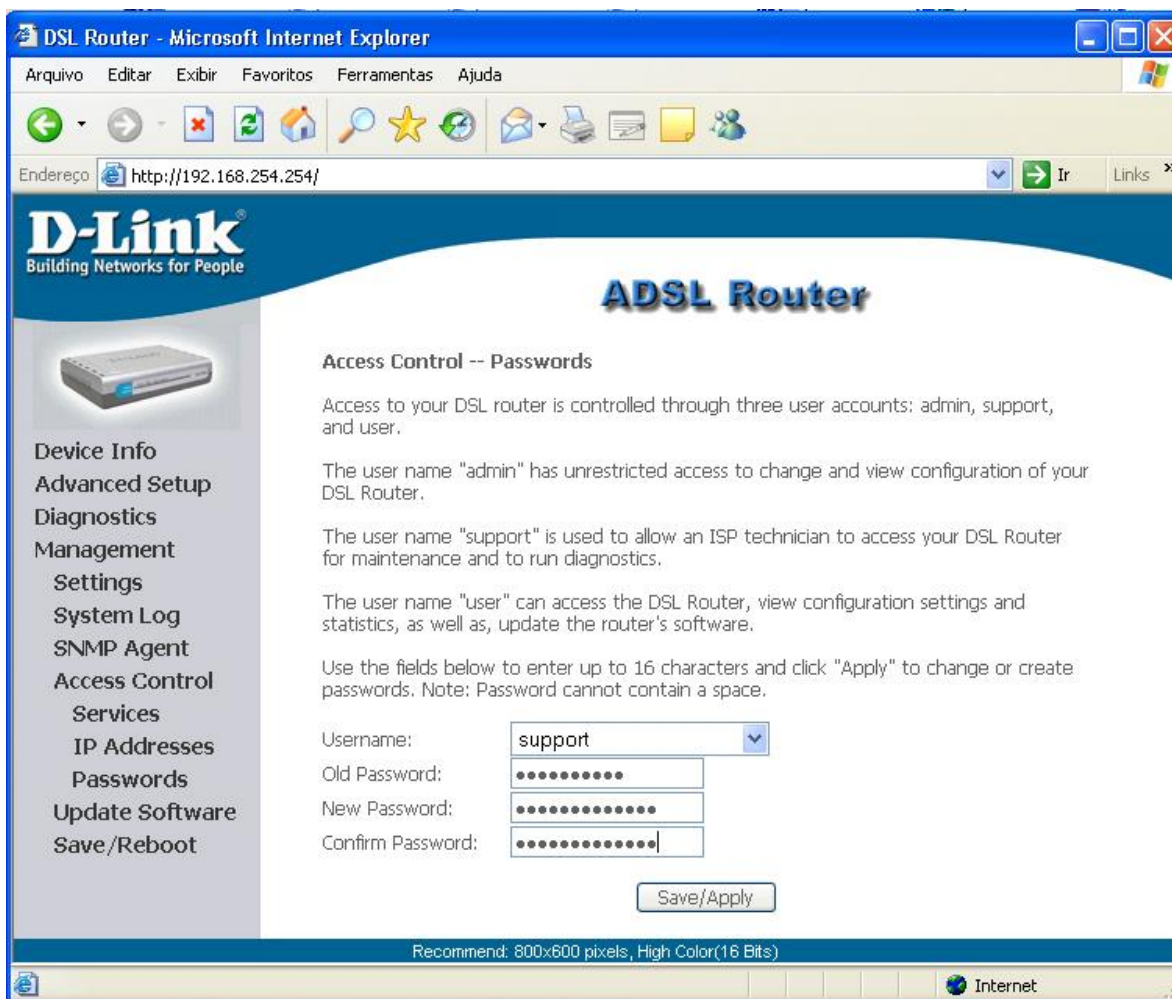 DSL Router - Microsoft Internet Explorer
Arquivo Editar Exibir Favoritos Ferramentas Ajuda
Endereço http://192.168.254.254/ Ir Links »
D-Link®
Building Networks for People
ADSL Router
Device Info
Advanced Setup
Diagnostics
Management
Settings
System Log
SNMP Agent
Access Control
Services
IP Addresses
Passwords
Update Software
Save/Reboot
Access Control -- Passwords
Access to your DSL router is controlled through three user accounts: admin, support,
and user.
The user name "admin" has unrestricted access to change and view configuration of your
DSL Router.
The user name "support" is used to allow an ISP technician to access your DSL Router
for maintenance and to run diagnostics.
The user name "user" can access the DSL Router, view configuration settings and
statistics, as well as, update the router's software.
Use the fields below to enter up to 16 characters and click "Apply" to change or create
passwords. Note: Password cannot contain a space.
Username: support
Old Password: ●●●●●●●●●●
New Password: ●●●●●●●●●●●●●
Confirm Password: ●●●●●●●●●●●●●
Save/Apply
Recommend: 800x600 pixels, High Color(16 Bits)
Internet